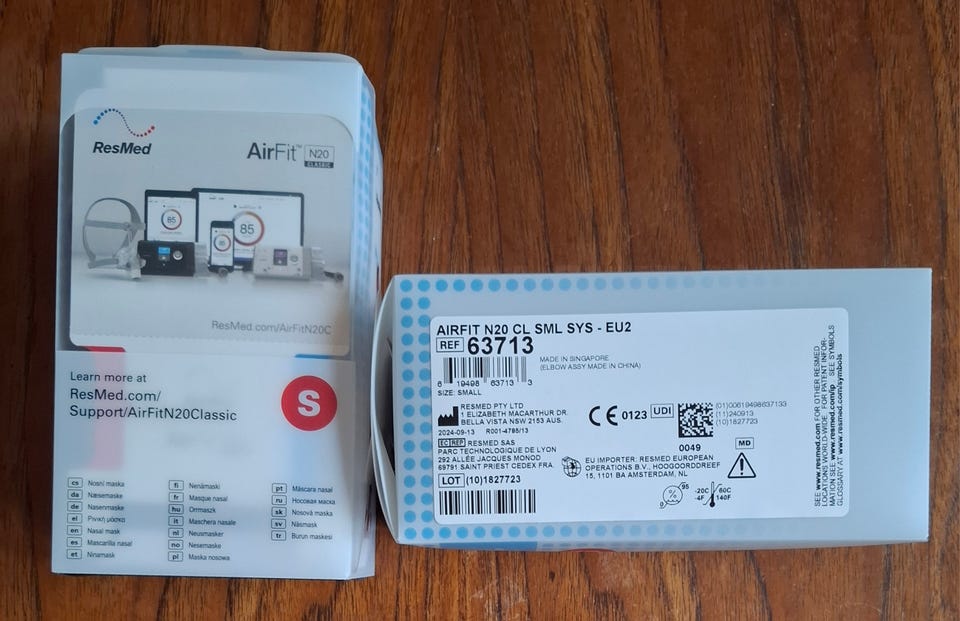 ResMed
AirFit™ N20
CLASSIC
85
85
85
ResMed.com/AirFitN20C
Learn more at
ResMed.com/
Support/AirFitN20Classic
S
cs Nosní maska
da Næsemaske
de Nasenmaske
el Ρινική μάσκα
en Nasal mask
es Mascarilla nasal
et Ninamask
fi Nenämaski
fr Masque nasal
hu Orrmaszk
it Maschera nasale
nl Neusmasker
no Nesemaske
pl Maska nosowa
pt Máscara nasal
ru Носовая маска
sk Nosová maska
sv Näsmask
tr Burun maskesi
AIRFIT N20 CL SML SYS - EU2
REF 63713
MADE IN SINGAPORE
(ELBOW ASSY MADE IN CHINA)
6 19498 63713 3
SIZE: SMALL
RESMED PTY LTD
1 ELIZABETH MACARTHUR DR.
BELLA VISTA NSW 2153 AUS.
2024-09-13 R001-4786/13
EC REP RESMED SAS
PARC TECHNOLOGIQUE DE LYON
292 ALLÉE JACQUES MONOD
69791 SAINT PRIEST CEDEX FRA.
LOT (10)1827723
CE 0123 UDI
(01)00619498637133
(11)240913
(10)1827723
0049
MD
EU IMPORTER: RESMED EUROPEAN
OPERATIONS B.V., HOOGOORDDREEF
15, 1101 BA AMSTERDAM, NL
0 % 95
-20C 60C
-4F 140F
SEE www.resmed.com FOR OTHER RESMED
LOCATIONS WORLD-WIDE. FOR PATENT INFOR-
MATION SEE www.resmed.com/ip SEE SYMBOLS
GLOSSARY AT www.resmed.com/symbols